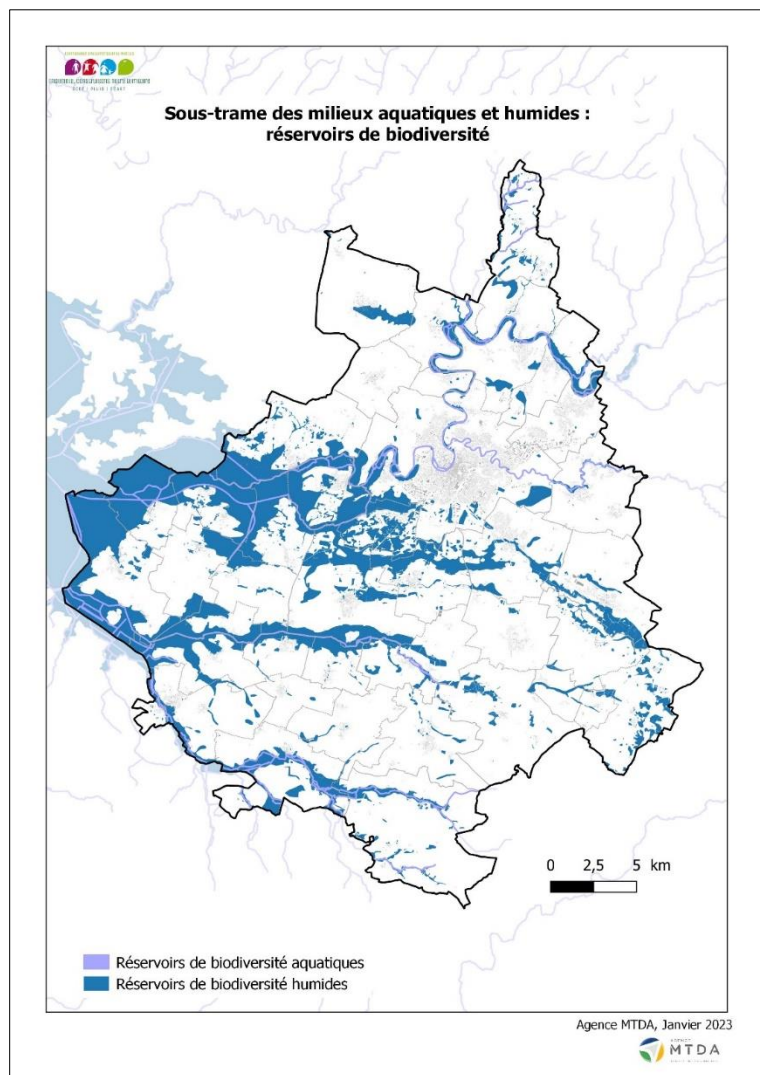 Sous-trame des milieux aquatiques et humides :
réservoirs de biodiversité
0 2,5 5 km
Réservoirs de biodiversité aquatiques
Réservoirs de biodiversité humides
Agence MTDA, Janvier 2023
AGENCE
MTDA